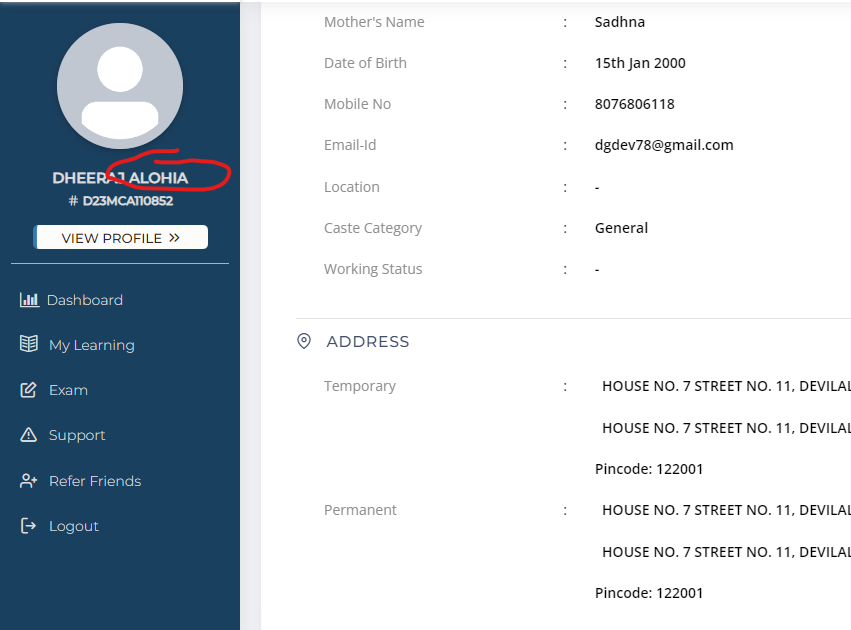 DHEERAJ ALOHIA
# D23MCA110852
VIEW PROFILE >>
Dashboard
My Learning
Exam
Support
Refer Friends
Logout
Mother's Name : Sadhna
Date of Birth : 15th Jan 2000
Mobile No : 8076806118
Email-Id : dgdev78@gmail.com
Location : -
Caste Category : General
Working Status : -
ADDRESS
Temporary : HOUSE NO. 7 STREET NO. 11, DEVILAL
HOUSE NO. 7 STREET NO. 11, DEVILAL
Pincode: 122001
Permanent : HOUSE NO. 7 STREET NO. 11, DEVILAL
HOUSE NO. 7 STREET NO. 11, DEVILAL
Pincode: 122001